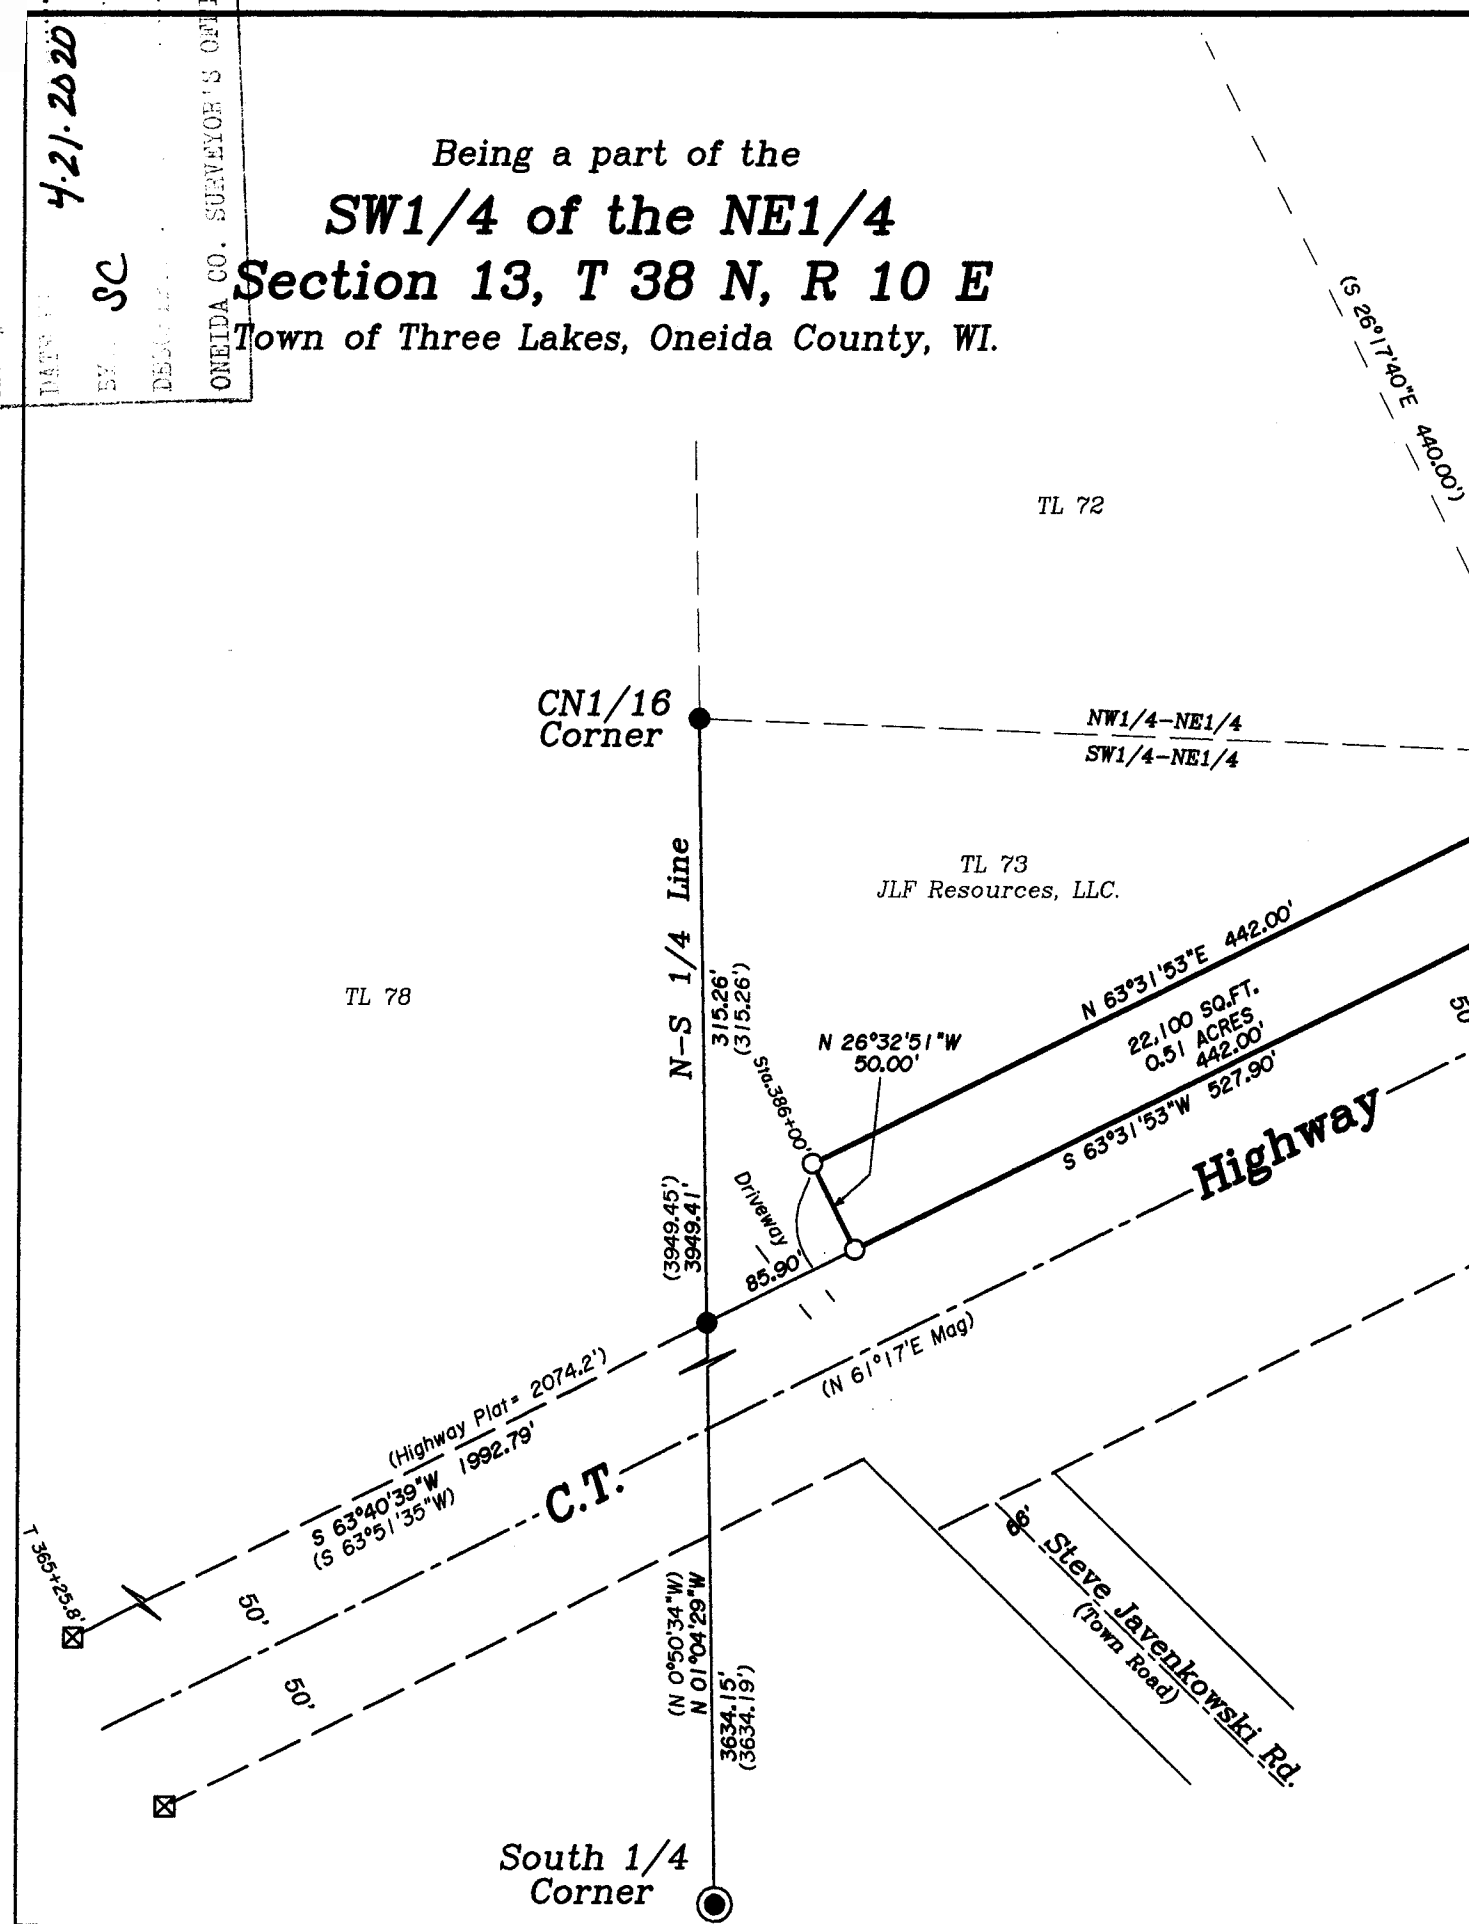 4.21.2020
SC
ONEIDA CO. SURVEYOR'S
Being a part of the
SW1/4 of the NE1/4
Section 13, T 38 N, R 10 E
Town of Three Lakes, Oneida County, WI.
(S 26°17'40"E 440.00')
TL 72
CN1/16
Corner
NW1/4-NE1/4
SW1/4-NE1/4
N-S 1/4 Line
TL 73
JLF Resources, LLC.
TL 78
315.26'
(315.26')
N 63°31'53"E 442.00'
22,100 SQ.FT.
0.51 ACRES
442.00'
S 63°31'53"W 527.90'
50
N 26°32'51"W
50.00'
Sta.386+00'
Driveway
85.90'
(3949.45')
3949.41'
Highway
(N 61°17'E Mag)
(Highway Plat= 2074.2')
S 63°40'39"W 1992.79'
(S 63°51'35"W)
C.T.
T 365+25.8'
50'
50'
66'
Steve Javenkowski Rd.
(Town Road)
(N 0°50'34"W)
N 01°04'29"W
3634.15'
(3634.19')
South 1/4
Corner